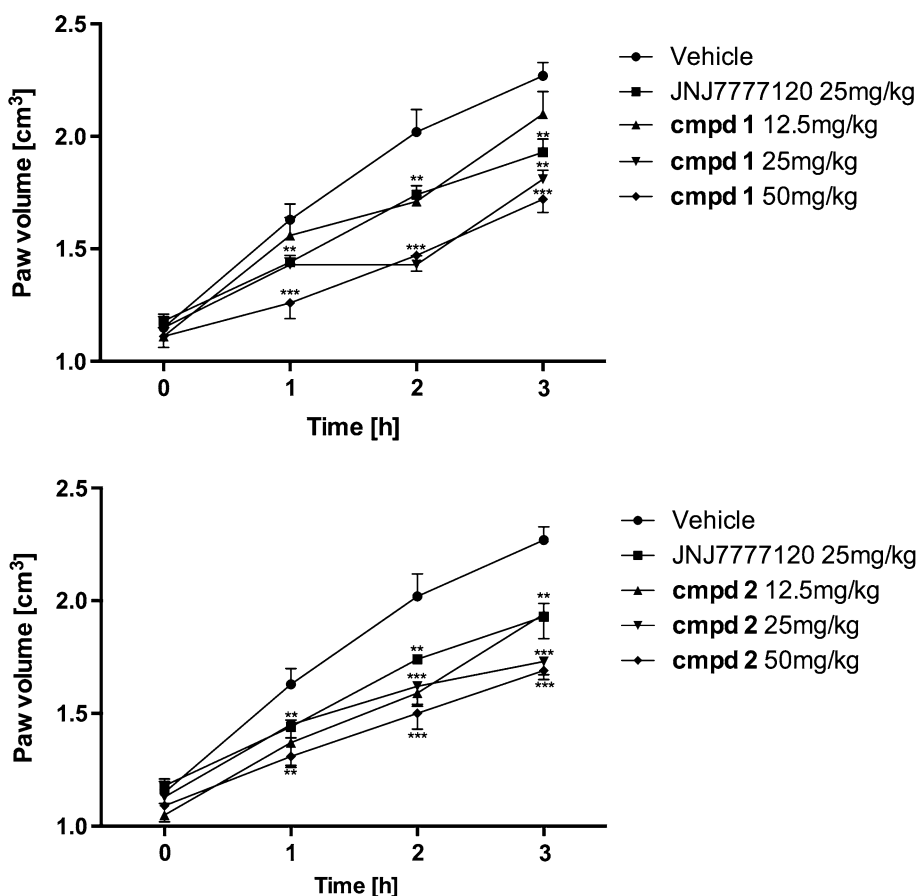 2.5
2.0
1.5
1.0
Paw volume [cm³]
0 1 2 3
Time [h]
** ** **
*** *** **
***
Vehicle
JNJ7777120 25mg/kg
cmpd 1 12.5mg/kg
cmpd 1 25mg/kg
cmpd 1 50mg/kg
2.5
2.0
1.5
1.0
Paw volume [cm³]
0 1 2 3
Time [h]
** ** **
*** ***
** *** ***
Vehicle
JNJ7777120 25mg/kg
cmpd 2 12.5mg/kg
cmpd 2 25mg/kg
cmpd 2 50mg/kg